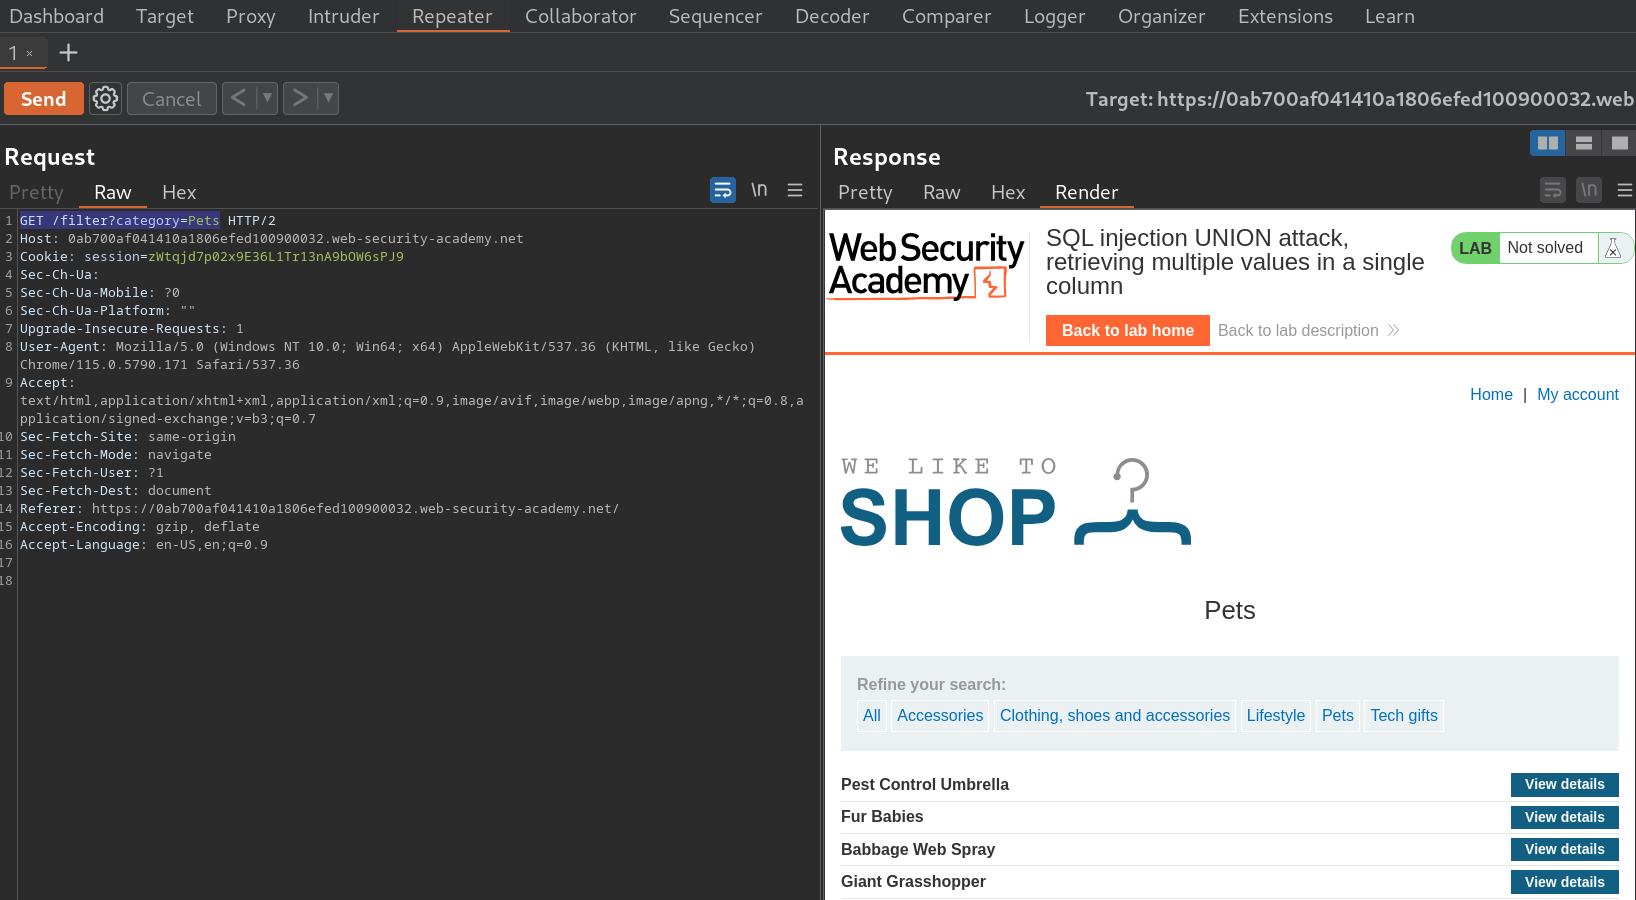 Dashboard Target Proxy Intruder Repeater Collaborator Sequencer Decoder Comparer Logger Organizer Extensions Learn
1 × +
Send Cancel < > Target: https://0ab700af041410a1806efed100900032.web
Request
Pretty Raw Hex \n
1 GET /filter?category=Pets HTTP/2
2 Host: 0ab700af041410a1806efed100900032.web-security-academy.net
3 Cookie: session=zWtqjd7p02x9E36L1Tr13nA9bOW6sPJ9
4 Sec-Ch-Ua:
5 Sec-Ch-Ua-Mobile: ?0
6 Sec-Ch-Ua-Platform: ""
7 Upgrade-Insecure-Requests: 1
8 User-Agent: Mozilla/5.0 (Windows NT 10.0; Win64; x64) AppleWebKit/537.36 (KHTML, like Gecko)
Chrome/115.0.5790.171 Safari/537.36
9 Accept:
text/html,application/xhtml+xml,application/xml;q=0.9,image/avif,image/webp,image/apng,*/*;q=0.8,a
pplication/signed-exchange;v=b3;q=0.7
10 Sec-Fetch-Site: same-origin
11 Sec-Fetch-Mode: navigate
12 Sec-Fetch-User: ?1
13 Sec-Fetch-Dest: document
14 Referer: https://0ab700af041410a1806efed100900032.web-security-academy.net/
15 Accept-Encoding: gzip, deflate
16 Accept-Language: en-US,en;q=0.9
17
18
Response
Pretty Raw Hex Render \n
Web Security
Academy
SQL injection UNION attack,
retrieving multiple values in a single
column
LAB Not solved
Back to lab home Back to lab description
Home | My account
WE LIKE TO
SHOP
Pets
Refine your search:
All Accessories Clothing, shoes and accessories Lifestyle Pets Tech gifts
Pest Control Umbrella View details
Fur Babies View details
Babbage Web Spray View details
Giant Grasshopper View details